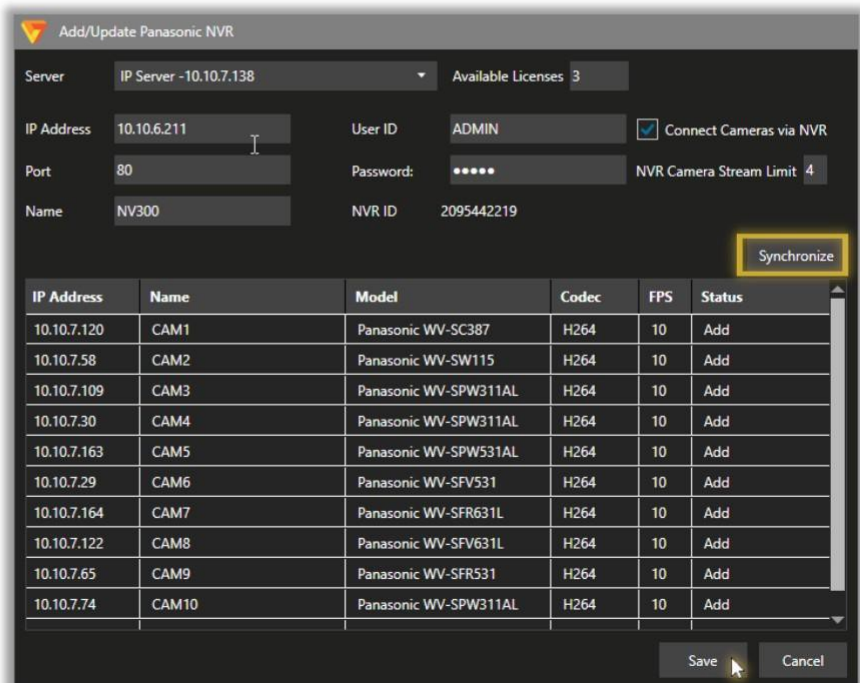 Add/Update Panasonic NVR
Server IP Server -10.10.7.138 Available Licenses 3
IP Address 10.10.6.211 User ID ADMIN Connect Cameras via NVR
Port 80 Password: ••••• NVR Camera Stream Limit 4
Name NV300 NVR ID 2095442219
Synchronize
IP Address Name Model Codec FPS Status
10.10.7.120 CAM1 Panasonic WV-SC387 H264 10 Add
10.10.7.58 CAM2 Panasonic WV-SW115 H264 10 Add
10.10.7.109 CAM3 Panasonic WV-SPW311AL H264 10 Add
10.10.7.30 CAM4 Panasonic WV-SPW311AL H264 10 Add
10.10.7.163 CAM5 Panasonic WV-SPW531AL H264 10 Add
10.10.7.29 CAM6 Panasonic WV-SFV531 H264 10 Add
10.10.7.164 CAM7 Panasonic WV-SFR631L H264 10 Add
10.10.7.122 CAM8 Panasonic WV-SFV631L H264 10 Add
10.10.7.65 CAM9 Panasonic WV-SFR531 H264 10 Add
10.10.7.74 CAM10 Panasonic WV-SPW311AL H264 10 Add
Save Cancel